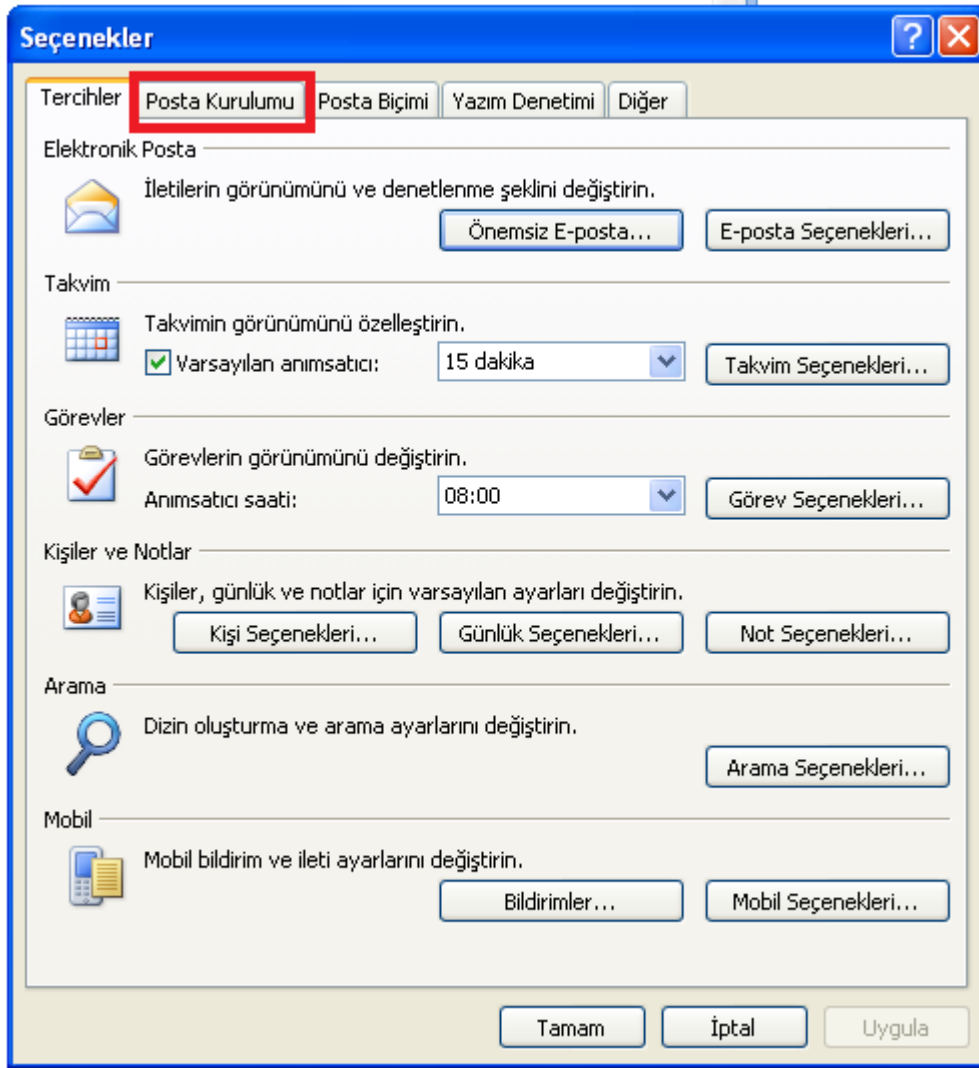 Seçenekler
Tercihler Posta Kurulumu Posta Biçimi Yazım Denetimi Diğer
Elektronik Posta
İletilerin görünümünü ve denetlenme şeklini değiştirin.
Önemsiz E-posta... E-posta Seçenekleri...
Takvim
Takvimin görünümünü özelleştirin.
Varsayılan anımsatıcı: 15 dakika Takvim Seçenekleri...
Görevler
Görevlerin görünümünü değiştirin.
Anımsatıcı saati: 08:00 Görev Seçenekleri...
Kişiler ve Notlar
Kişiler, günlük ve notlar için varsayılan ayarları değiştirin.
Kişi Seçenekleri... Günlük Seçenekleri... Not Seçenekleri...
Arama
Dizin oluşturma ve arama ayarlarını değiştirin.
Arama Seçenekleri...
Mobil
Mobil bildirim ve ileti ayarlarını değiştirin.
Bildirimler... Mobil Seçenekleri...
Tamam İptal Uygula